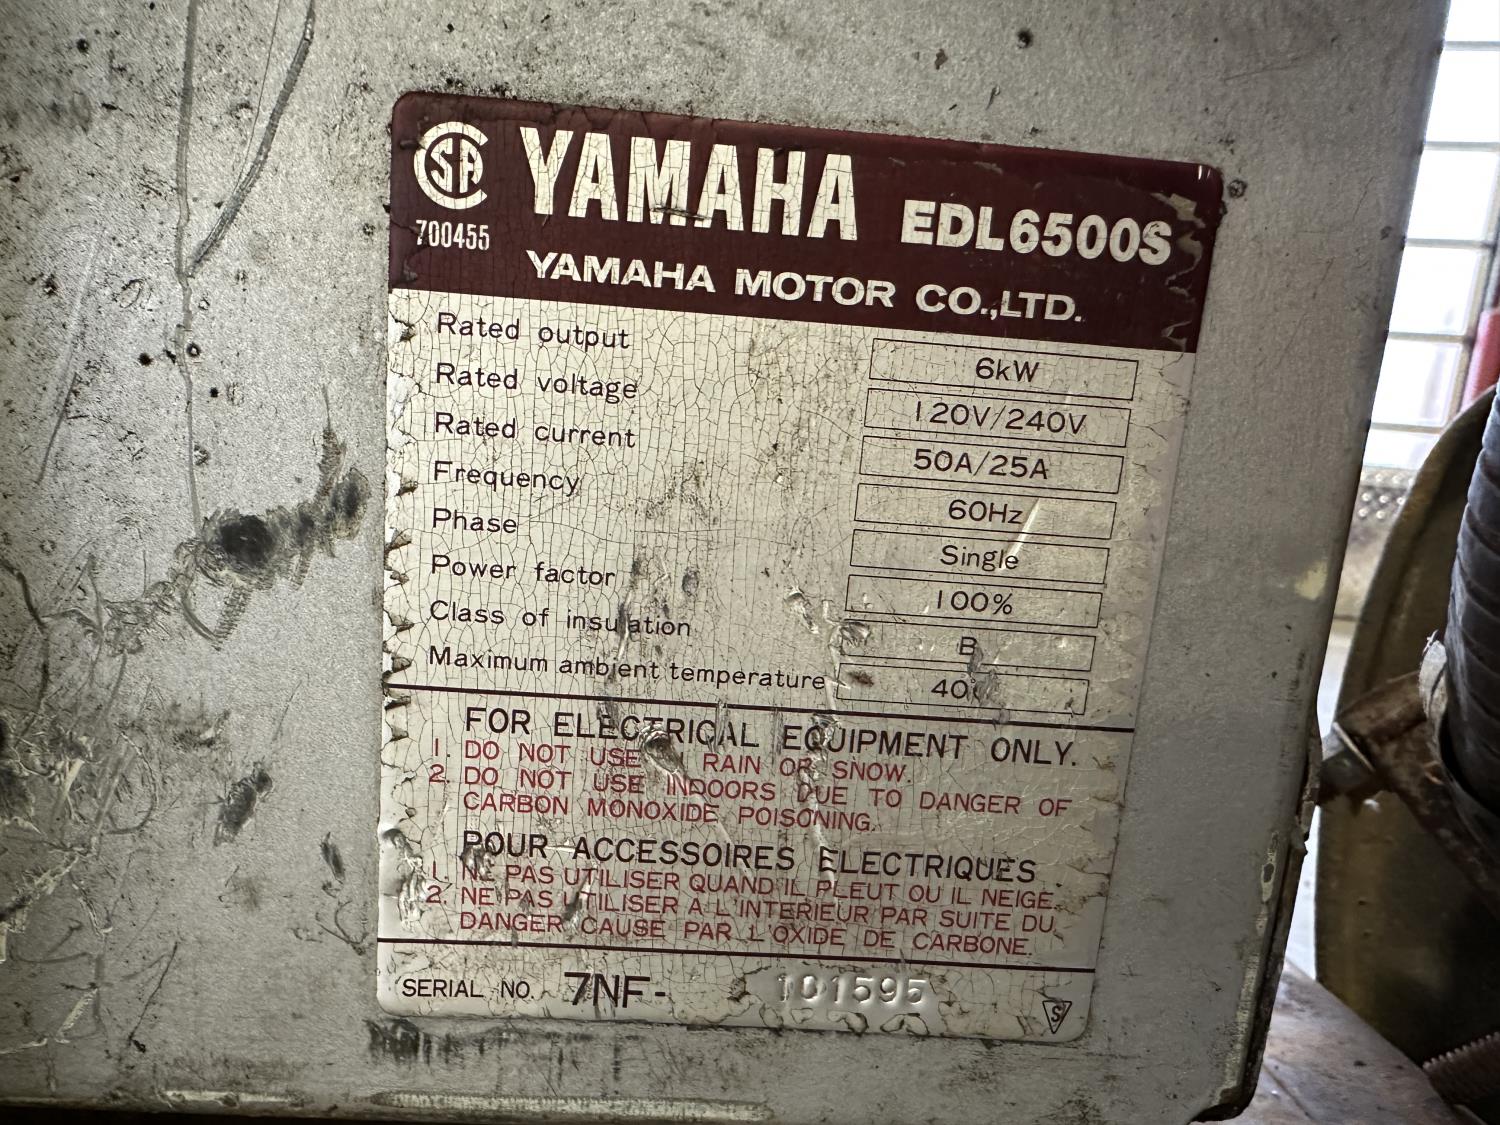 CSA
700455
YAMAHA EDL6500S
YAMAHA MOTOR CO.,LTD.
Rated output 6kW
Rated voltage 120V/240V
Rated current 50A/25A
Frequency 60Hz
Phase Single
Power factor 100%
Class of insulation B
Maximum ambient temperature 40
FOR ELECTRICAL EQUIPMENT ONLY.
1. DO NOT USE RAIN OR SNOW.
2. DO NOT USE INDOORS DUE TO DANGER OF
CARBON MONOXIDE POISONING.
POUR ACCESSOIRES ELECTRIQUES.
1. NE PAS UTILISER QUAND IL PLEUT OU IL NEIGE.
2. NE PAS UTILISER A L'INTERIEUR PAR SUITE DU
DANGER CAUSE PAR L'OXIDE DE CARBONE.
SERIAL NO. 7NF- 101595
S